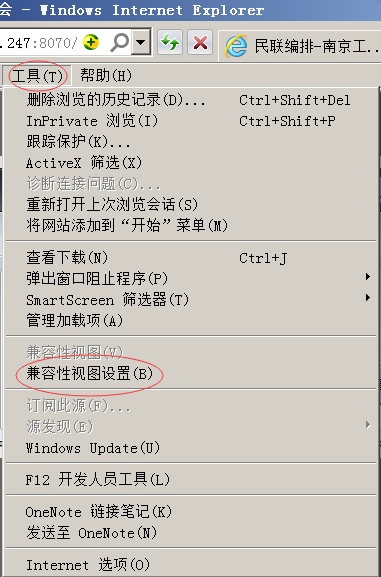 会 - Windows Internet Explorer
.247:8070/
民联编排-南京工...
工具(T) 帮助(H)
删除浏览的历史记录(D)... Ctrl+Shift+Del
InPrivate 浏览(I) Ctrl+Shift+P
跟踪保护(K)...
ActiveX 筛选(X)
诊断连接问题(C)...
重新打开上次浏览会话(S)
将网站添加到“开始”菜单(M)
查看下载(N) Ctrl+J
弹出窗口阻止程序(P)
SmartScreen 筛选器(T)
管理加载项(A)
兼容性视图(V)
兼容性视图设置(B)
订阅此源(F)...
源发现(E)
Windows Update(U)
F12 开发人员工具(L)
OneNote 链接笔记(K)
发送至 OneNote(N)
Internet 选项(O)